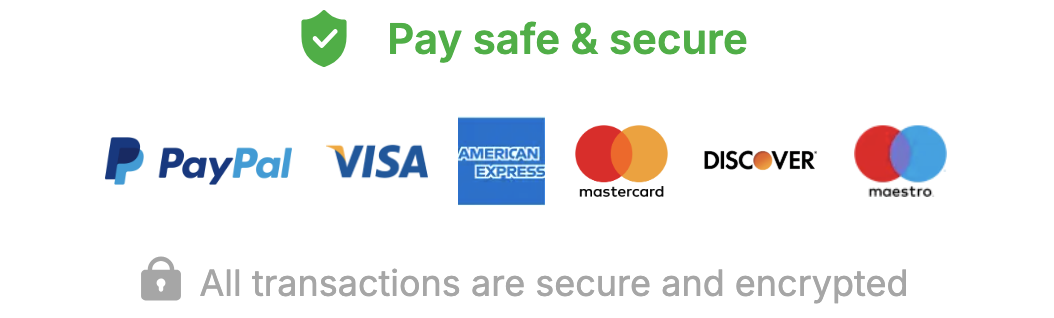 Pay safe & secure
PayPal VISA AMERICAN EXPRESS mastercard DISCOVER maestro
All transactions are secure and encrypted